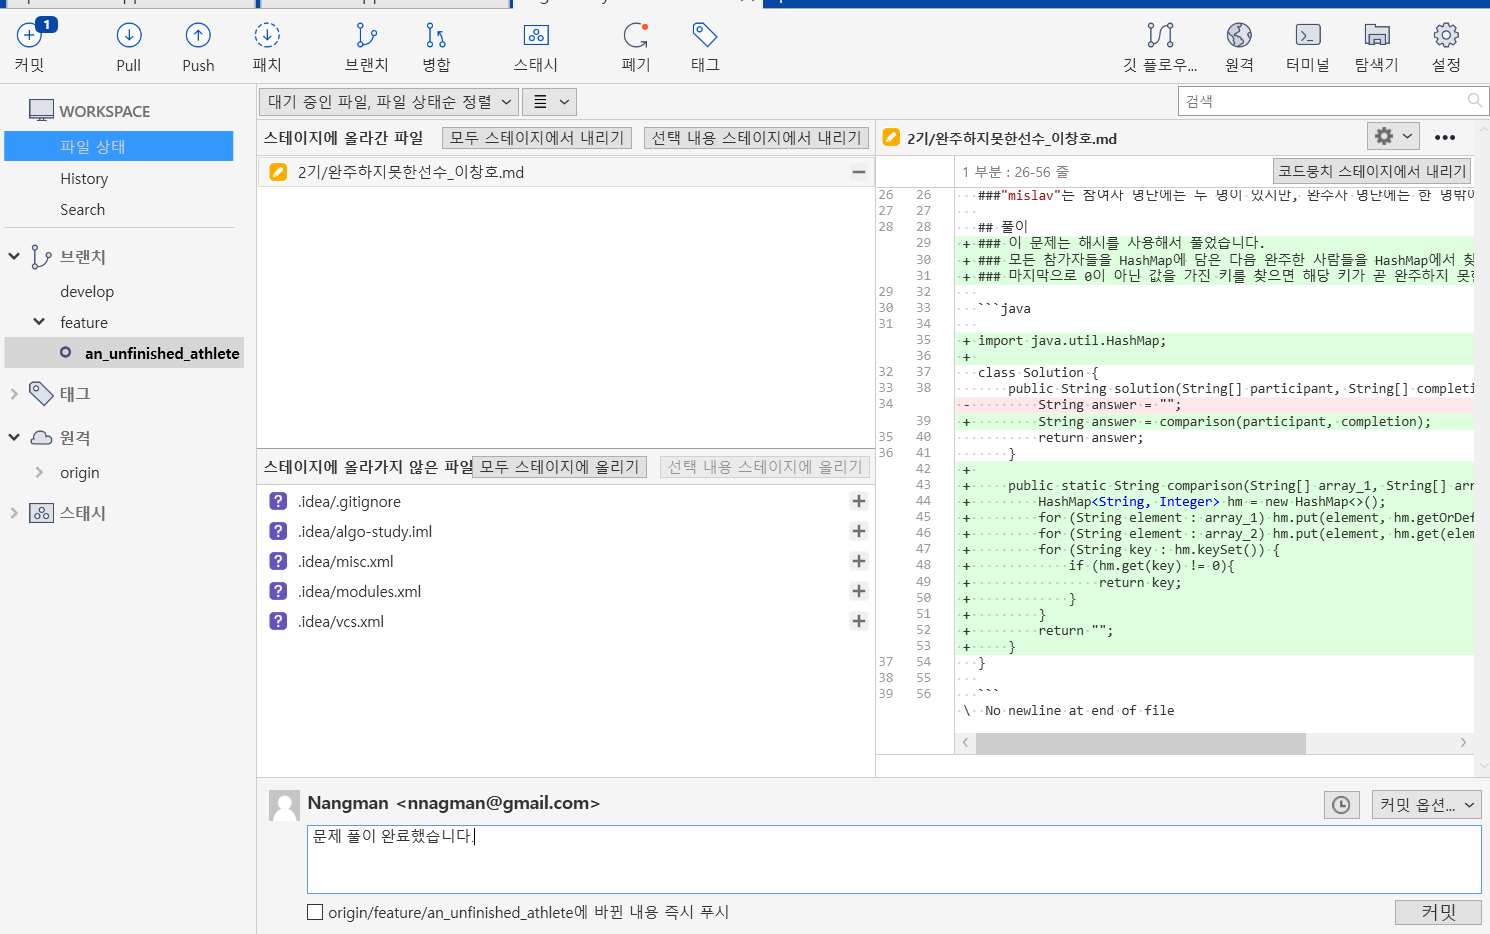 1
커밋
Pull
Push
패치
브랜치
병합
스태시
폐기
태그
깃 플로우...
원격
터미널
탐색기
설정
WORKSPACE
파일 상태
History
Search
브랜치
develop
feature
an_unfinished_athlete
태그
원격
origin
스태시
대기 중인 파일, 파일 상태순 정렬
검색
스테이지에 올라간 파일
모두 스테이지에서 내리기
선택 내용 스테이지에서 내리기
2기/완주하지못한선수_이창호.md
스테이지에 올라가지 않은 파일
모두 스테이지에 올리기
선택 내용 스테이지에 올리기
.idea/.gitignore
.idea/algo-study.iml
.idea/misc.xml
.idea/modules.xml
.idea/vcs.xml
2기/완주하지못한선수_이창호.md
1 부분 : 26-56 줄
코드뭉치 스테이지에서 내리기
26 26 ###"mislav"는 참여자 명단에는 두 명이 있지만, 완주자 명단에는 한 명밖에
27 27
28 28 ## 풀이
29 + ### 이 문제는 해시를 사용해서 풀었습니다.
30 + ### 모든 참가자들을 HashMap에 담은 다음 완주한 사람들을 HashMap에서 찾
31 + ### 마지막으로 0이 아닌 값을 가진 키를 찾으면 해당 키가 곧 완주하지 못한
29 32
30 33 ```java
31 34
35 + import java.util.HashMap;
36 +
32 37 class Solution {
33 38 public String solution(String[] participant, String[] completi
34 - String answer = "";
39 + String answer = comparison(participant, completion);
35 40 return answer;
36 41 }
42 +
43 + public static String comparison(String[] array_1, String[] arr
44 + HashMap<String, Integer> hm = new HashMap<>();
45 + for (String element : array_1) hm.put(element, hm.getOrDef
46 + for (String element : array_2) hm.put(element, hm.get(elem
47 + for (String key : hm.keySet()) {
48 + if (hm.get(key) != 0){
49 + return key;
50 + }
51 + }
52 + return "";
53 + }
37 54 }
38 55
39 56 ```
\ No newline at end of file
Nangman <nnagman@gmail.com>
커밋 옵션...
문제 풀이 완료했습니다.
origin/feature/an_unfinished_athlete에 바뀐 내용 즉시 푸시
커밋